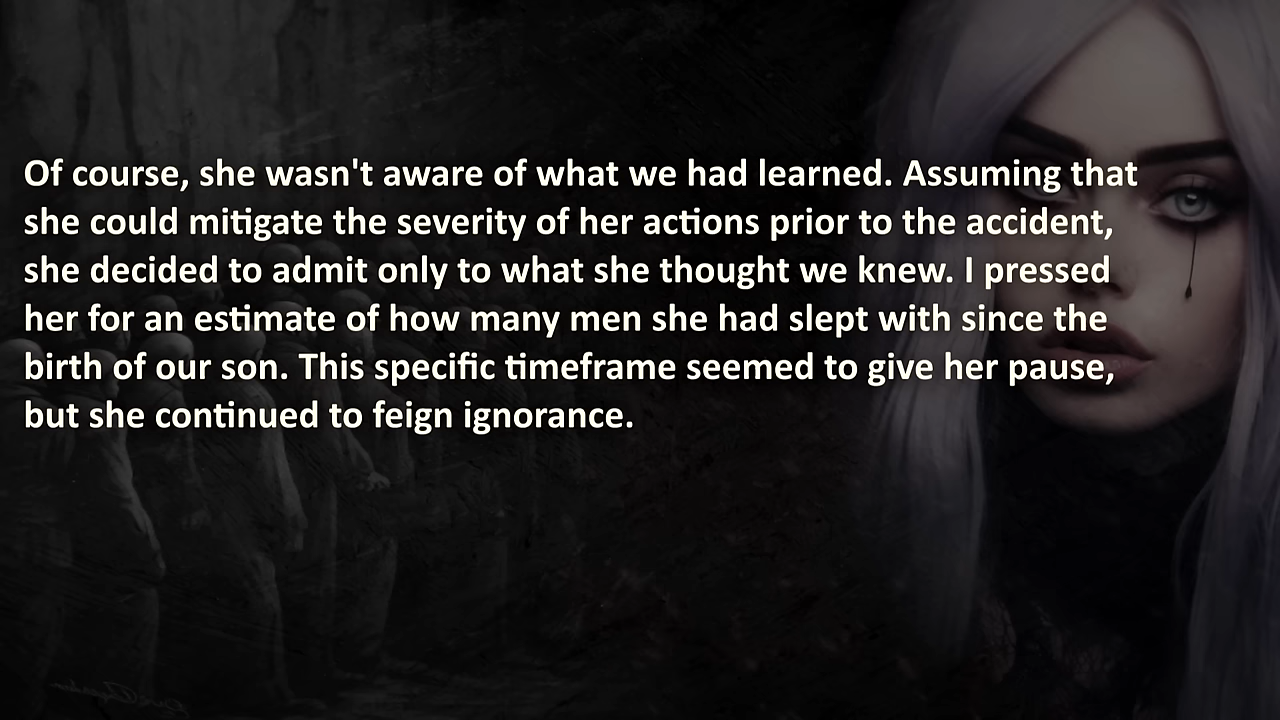 Of course, she wasn't aware of what we had learned. Assuming that
she could mitigate the severity of her actions prior to the accident,
she decided to admit only to what she thought we knew. I pressed
her for an estimate of how many men she had slept with since the
birth of our son. This specific timeframe seemed to give her pause,
but she continued to feign ignorance.